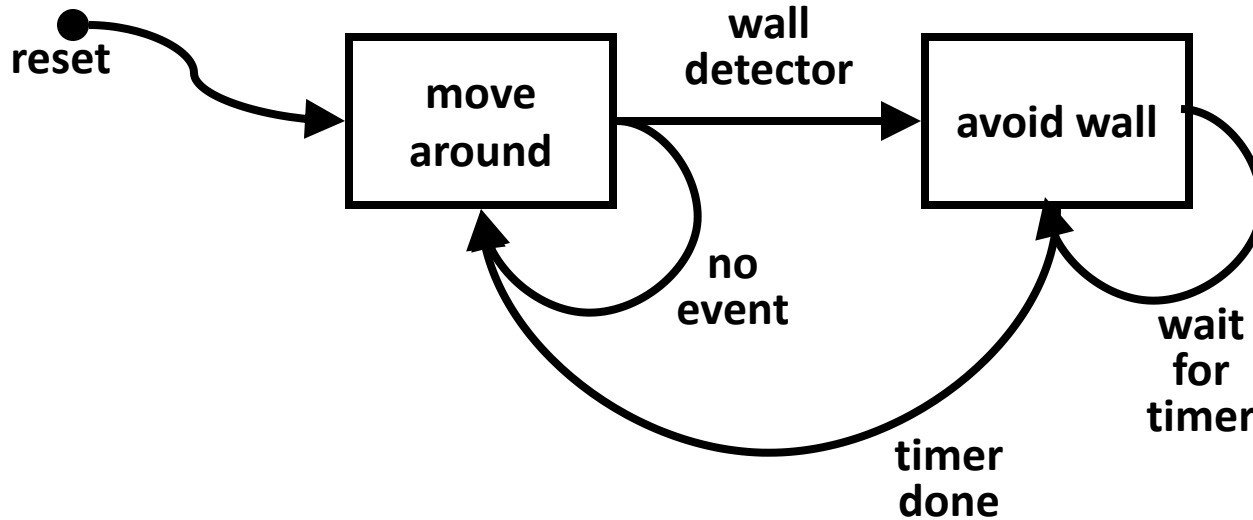 reset
move
around
wall
detector
avoid wall
no
event
wait
for
timer
timer
done